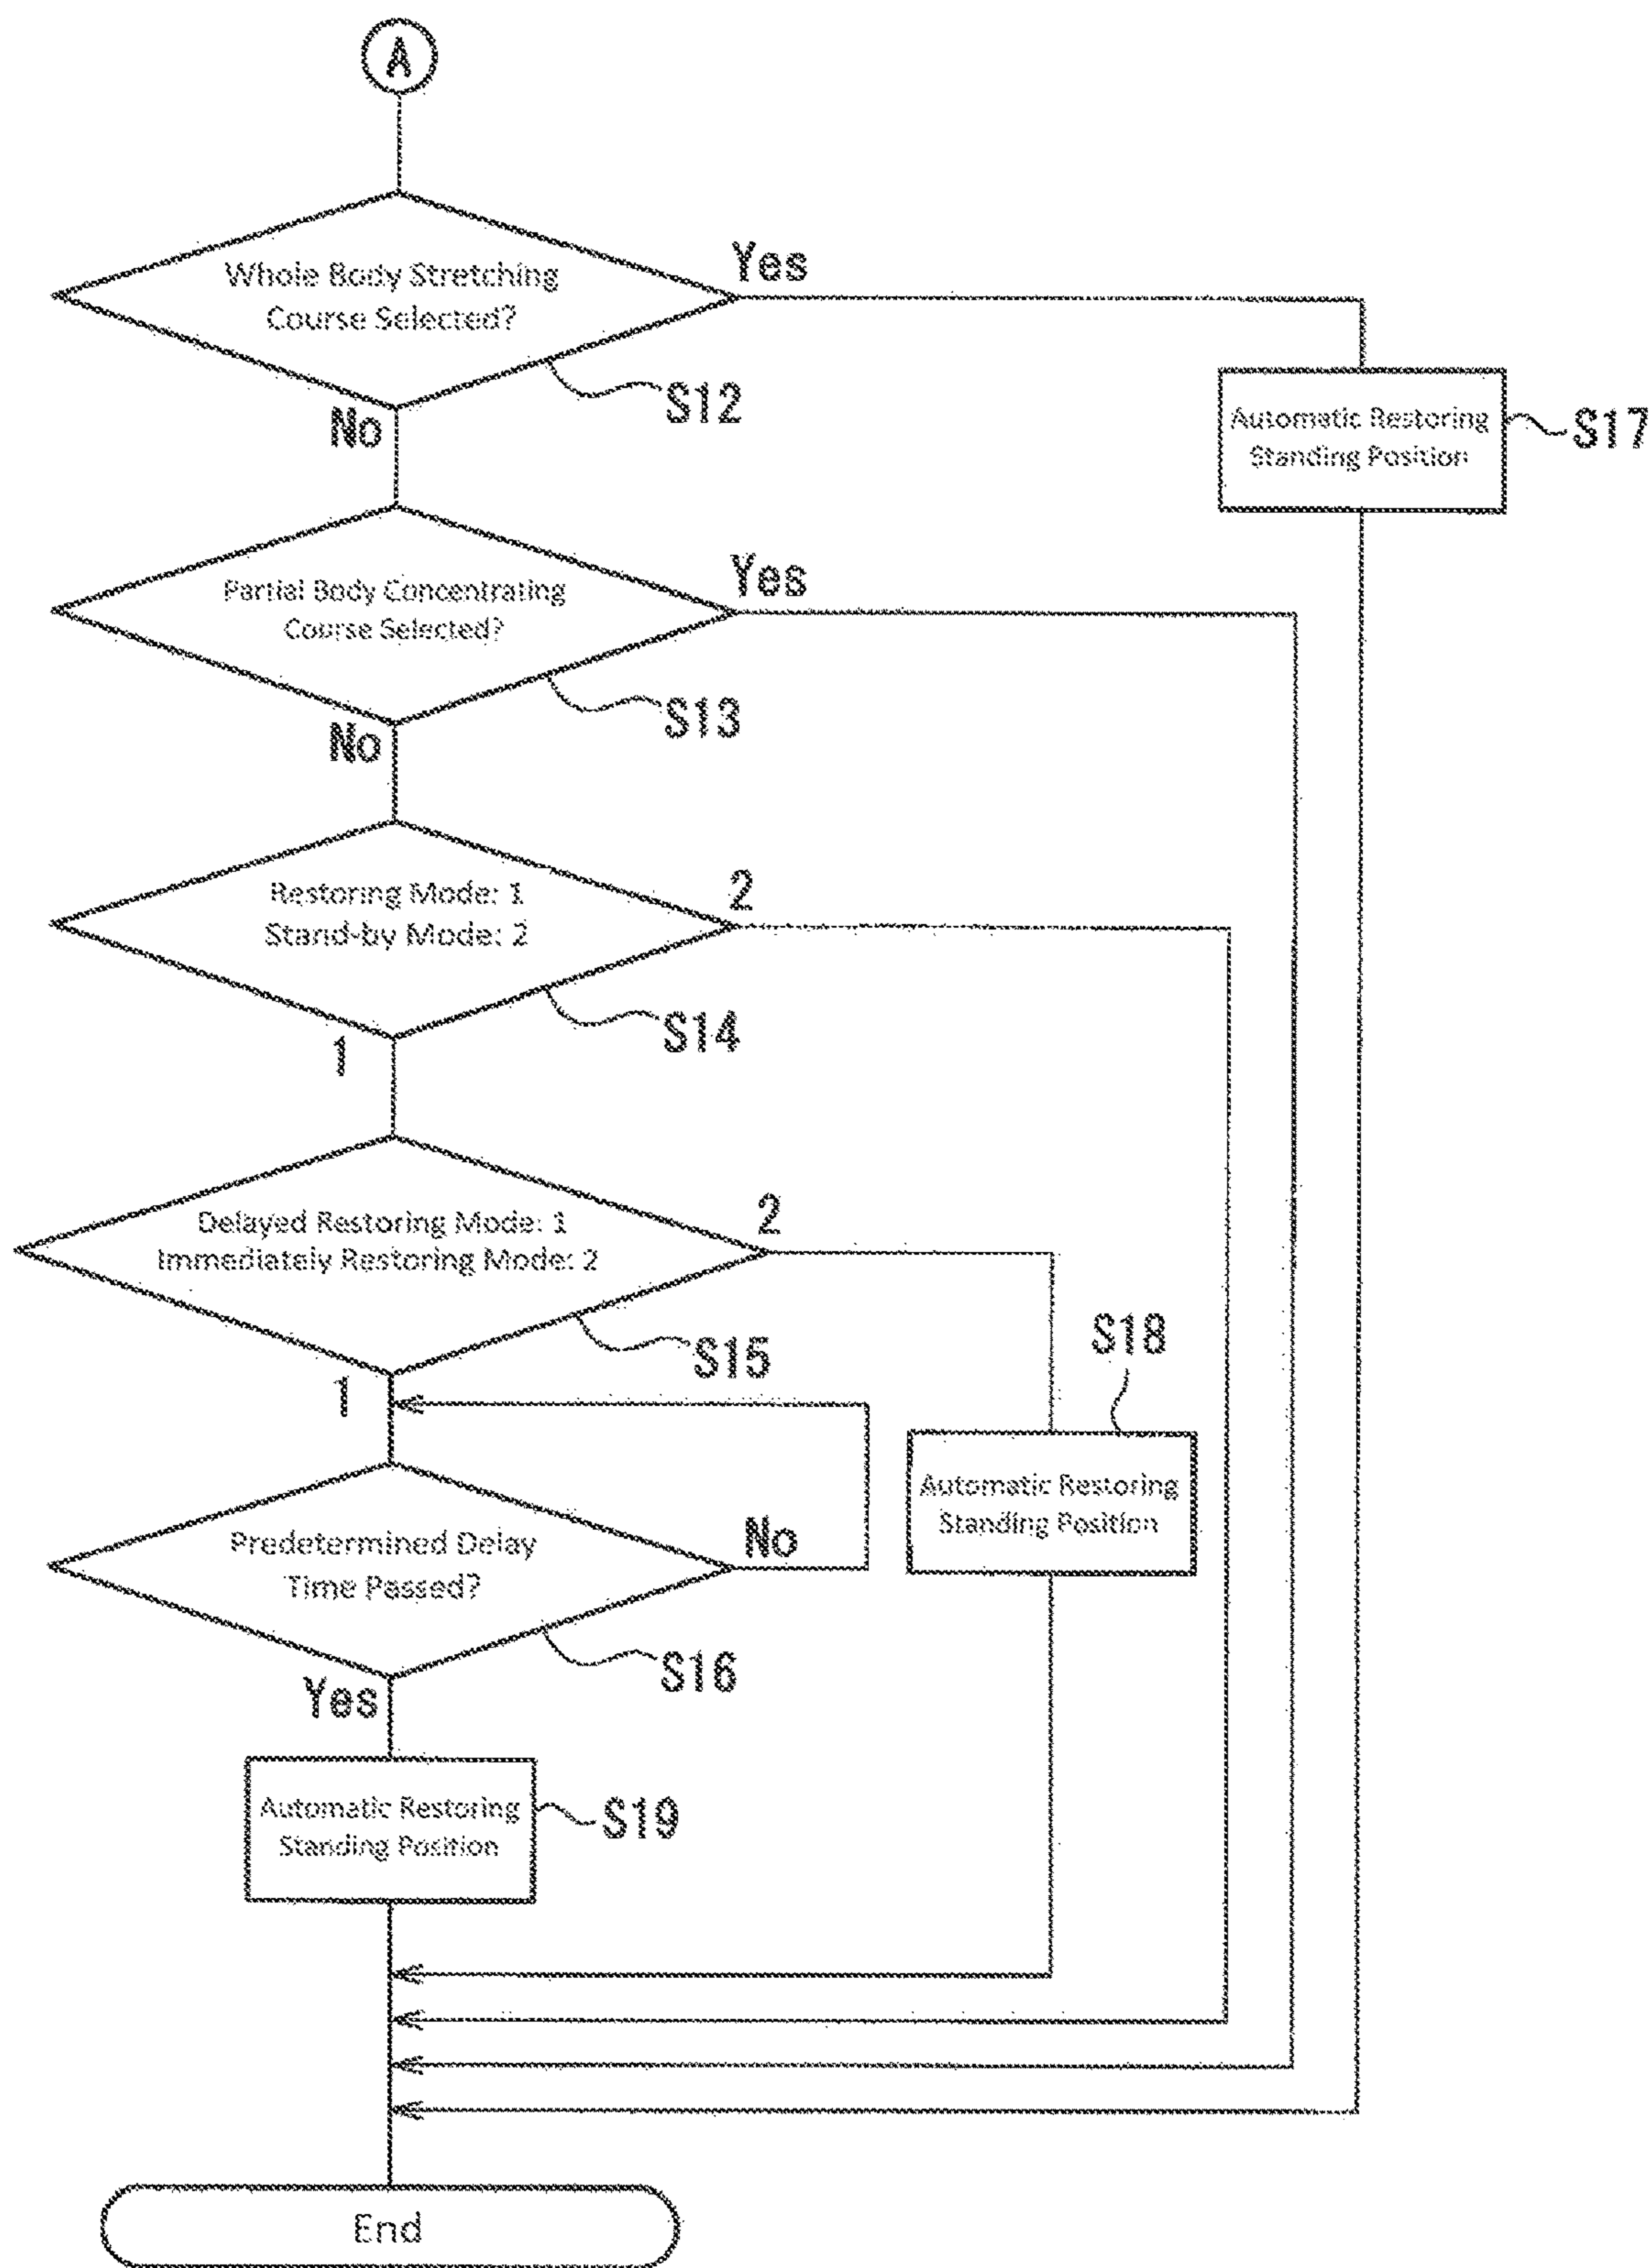 A
Whole Body Stretching
Course Selected?
Yes
S12
No
Automatic Restoring
Standing Position
S17
Partial Body Concentrating
Course Selected?
Yes
S13
No
Restoring Mode: 1
Stand-by Mode: 2
2
S14
1
Delayed Restoring Mode: 1
Immediately Restoring Mode: 2
2
S15
1
S18
Automatic Restoring
Standing Position
Predetermined Delay
Time Passed?
No
S16
Yes
Automatic Restoring
Standing Position
S19
End